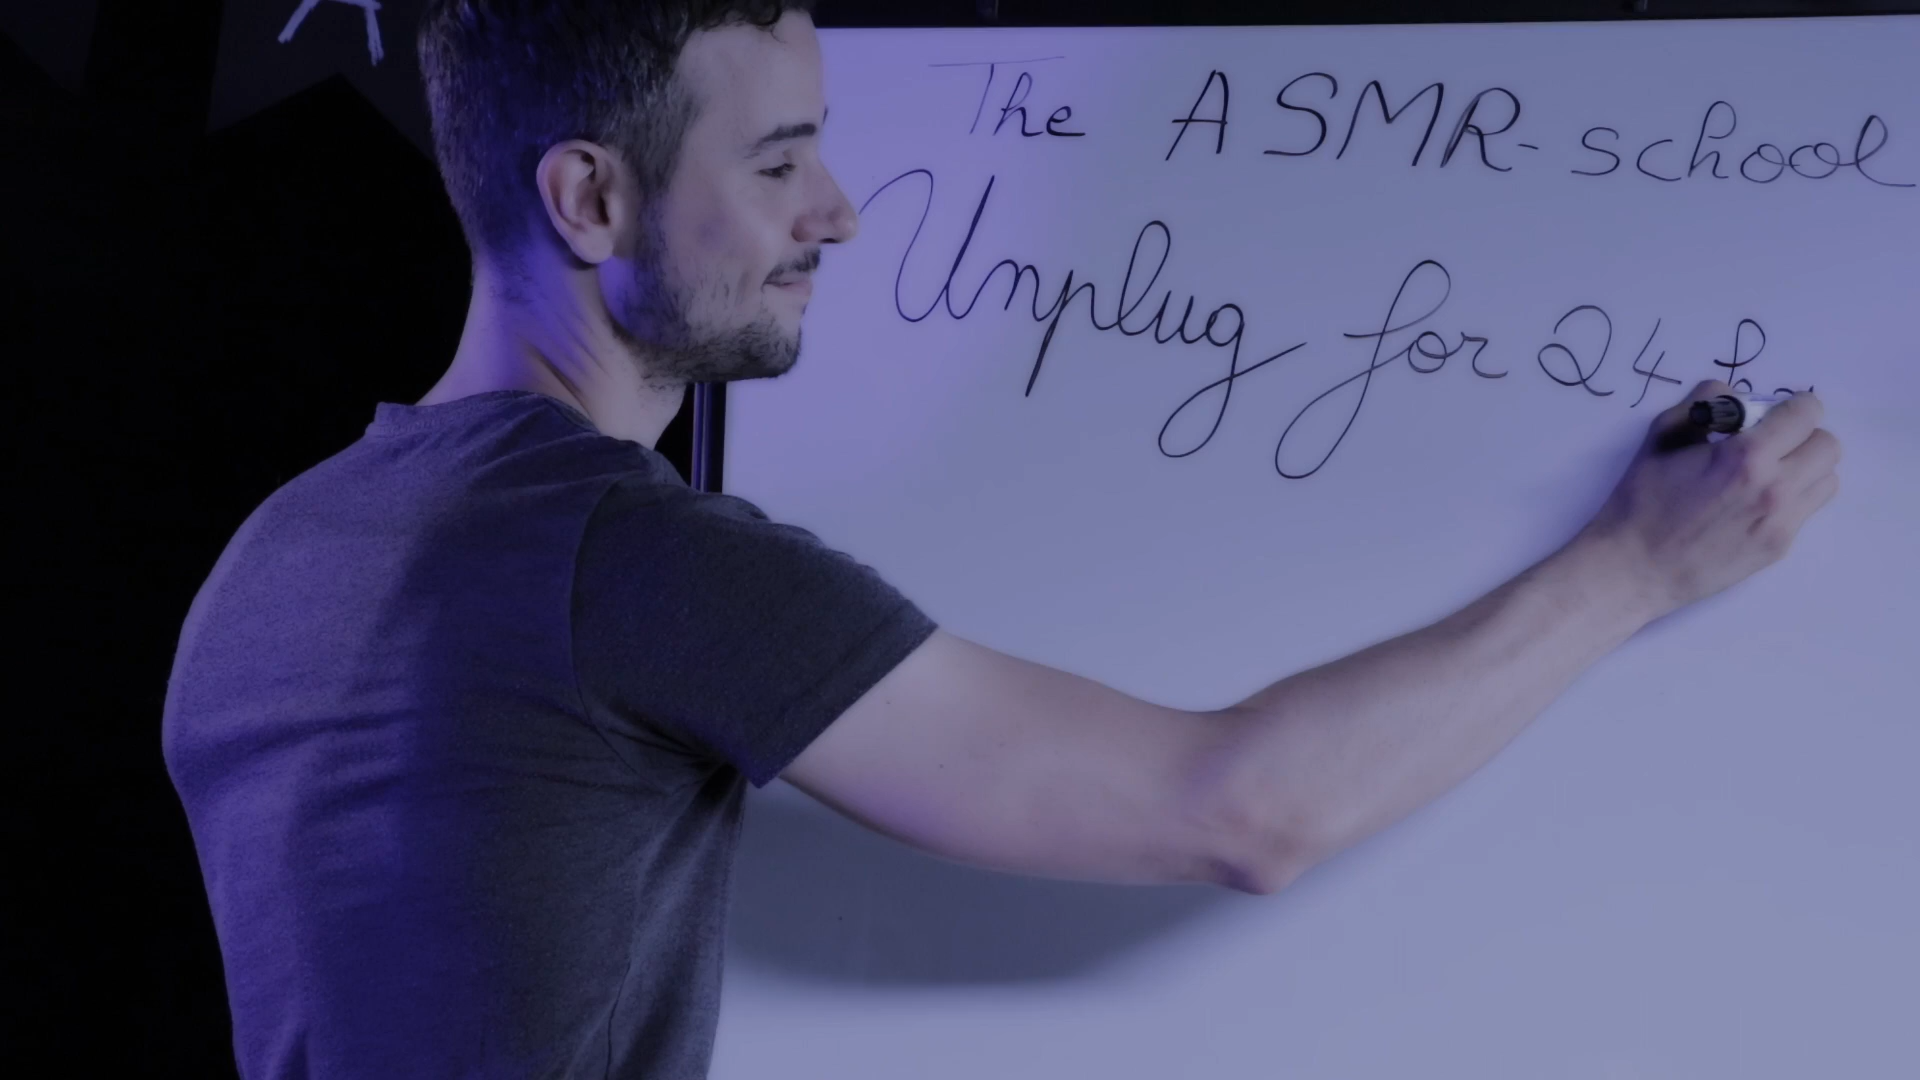 A
The ASMR-school
Unplug for 24